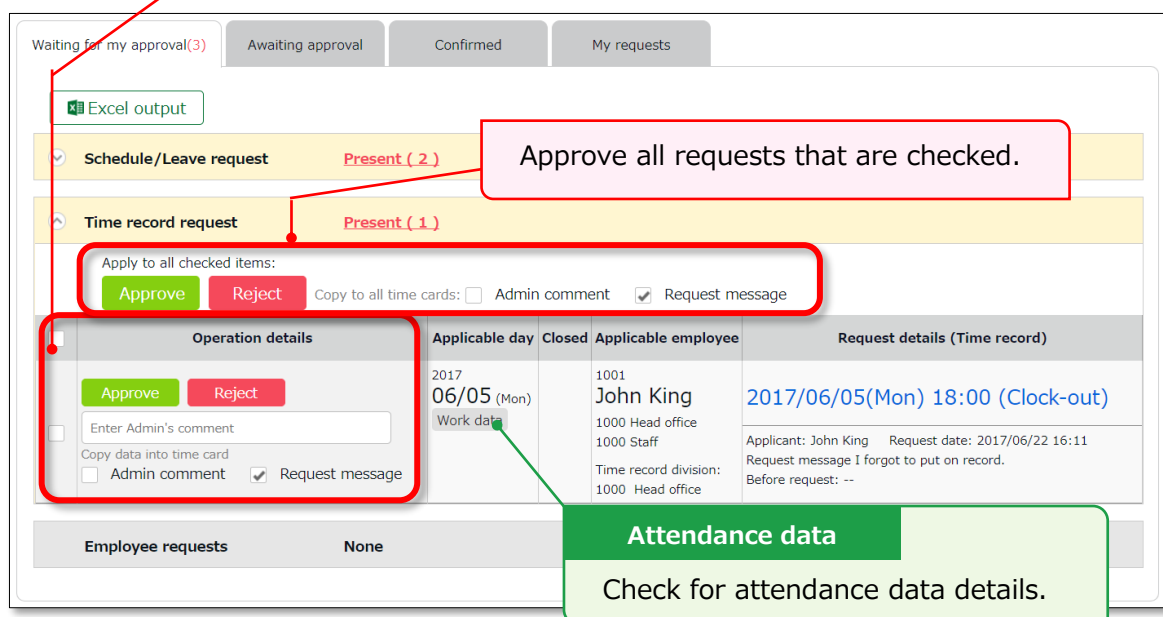 Waiting for my approval(3) Awaiting approval Confirmed My requests
Excel output
Schedule/Leave request Present ( 2 )
Approve all requests that are checked.
Time record request Present ( 1 )
Apply to all checked items:
Approve Reject Copy to all time cards: Admin comment Request message
Operation details Applicable day Closed Applicable employee Request details (Time record)
Approve Reject
Enter Admin's comment
Copy data into time card
Admin comment Request message
2017
06/05 (Mon)
Work data
1001
John King
1000 Head office
1000 Staff
Time record division:
1000 Head office
2017/06/05(Mon) 18:00 (Clock-out)
Applicant: John King Request date: 2017/06/22 16:11
Request message I forgot to put on record.
Before request: --
Employee requests None
Attendance data
Check for attendance data details.